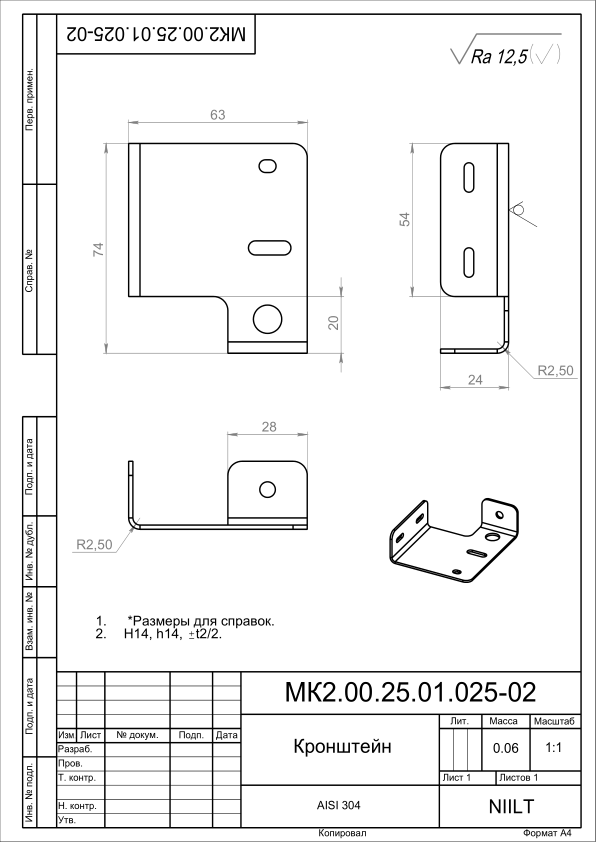 МК2.00.25.01.025-02
Ra 12,5(√)
Перв. примен.
Справ. №
63
74
20
54
24
R2,50
28
R2,50
1. *Размеры для справок.
2. H14, h14, ±t2/2.
Подп. и дата
Инв. № дубл.
Взам. инв. №
Подп. и дата
Инв. № подл.
МК2.00.25.01.025-02
Изм Лист № докум. Подп. Дата
Разраб.
Пров.
Т. контр.
Н. контр.
Утв.
Кронштейн
Лит. Масса Масштаб
0.06 1:1
Лист 1 Листов 1
AISI 304
NIILT
Копировал Формат А4